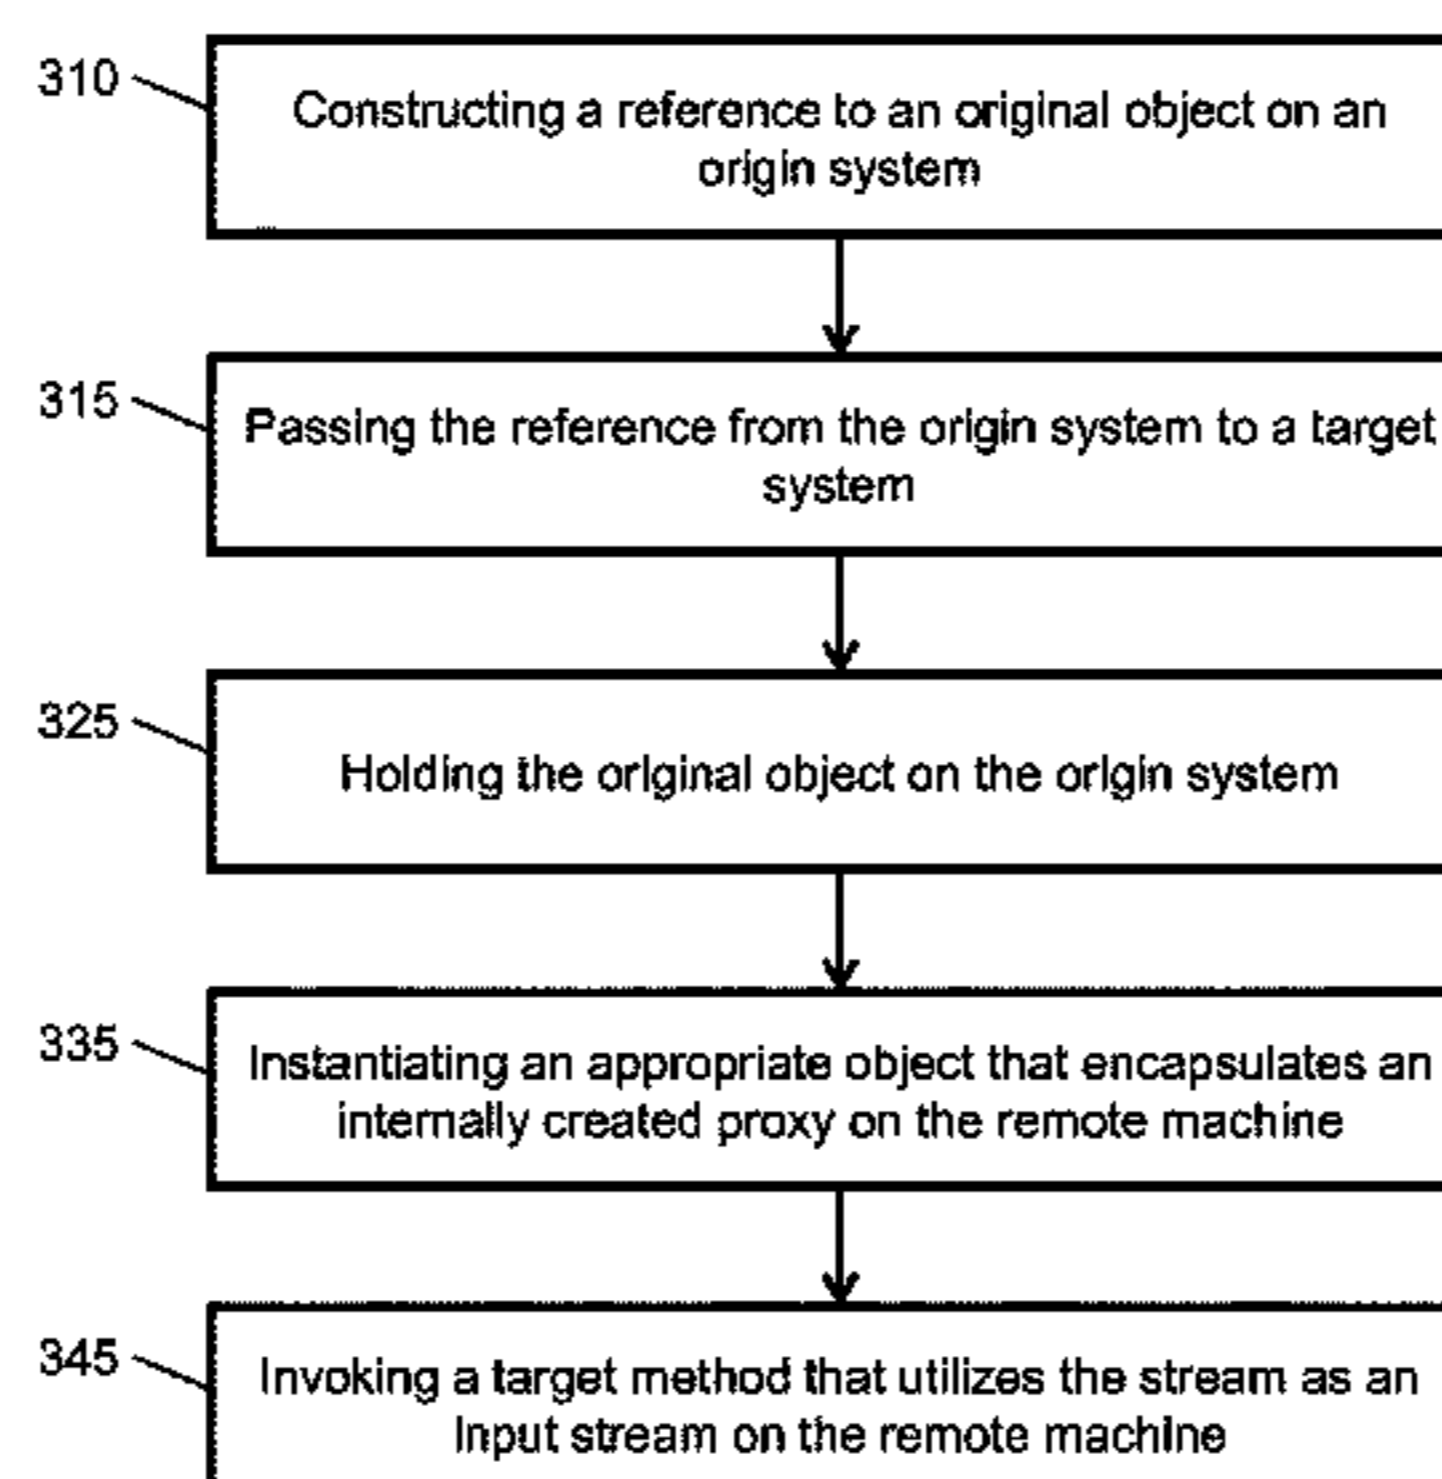 310
Constructing a reference to an original object on an
origin system
315
Passing the reference from the origin system to a target
system
325
Holding the original object on the origin system
335
Instantiating an appropriate object that encapsulates an
internally created proxy on the remote machine
345
Invoking a target method that utilizes the stream as an
Input stream on the remote machine